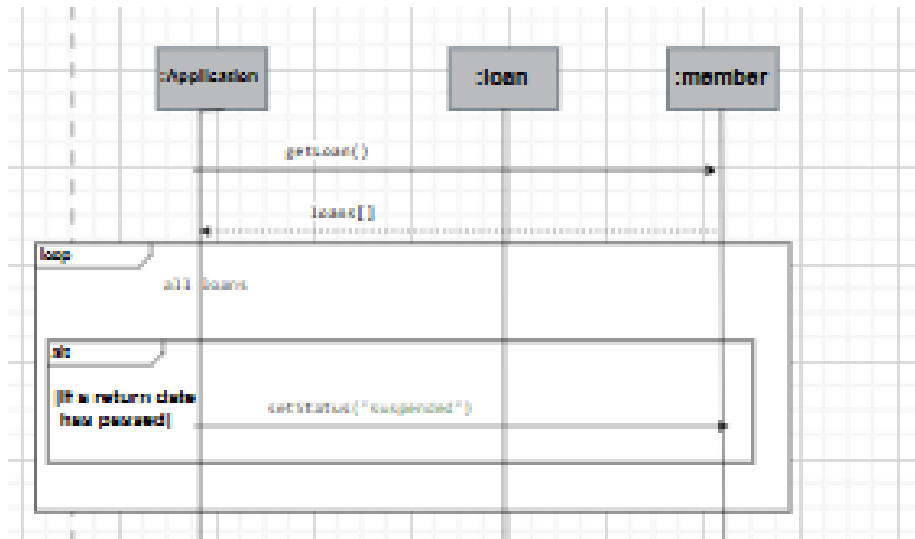 :Application
:loan
:member
getLoan()
loans[]
loop
all loans
alt
[If a return date
has passed]
setStatus("suspended")